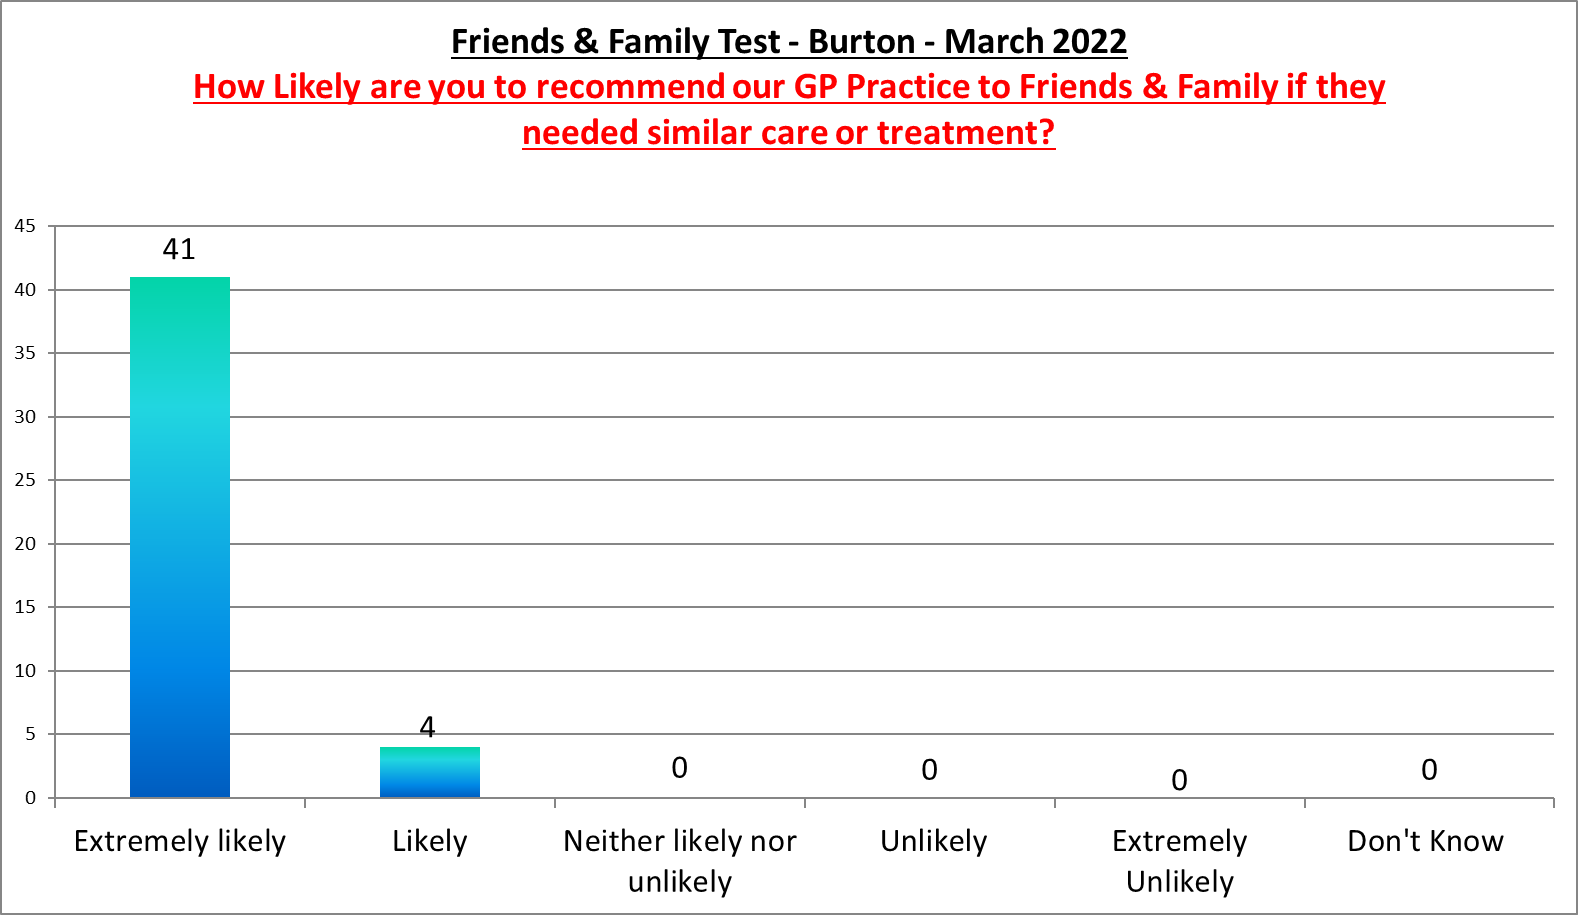 Friends & Family Test - Burton - March 2022
How Likely are you to recommend our GP Practice to Friends & Family if they
needed similar care or treatment?
45
41
40
35
30
25
20
15
10
5
4
0
0
0
0
0
Extremely likely
Likely
Neither likely nor
unlikely
Unlikely
Extremely
Unlikely
Don't Know